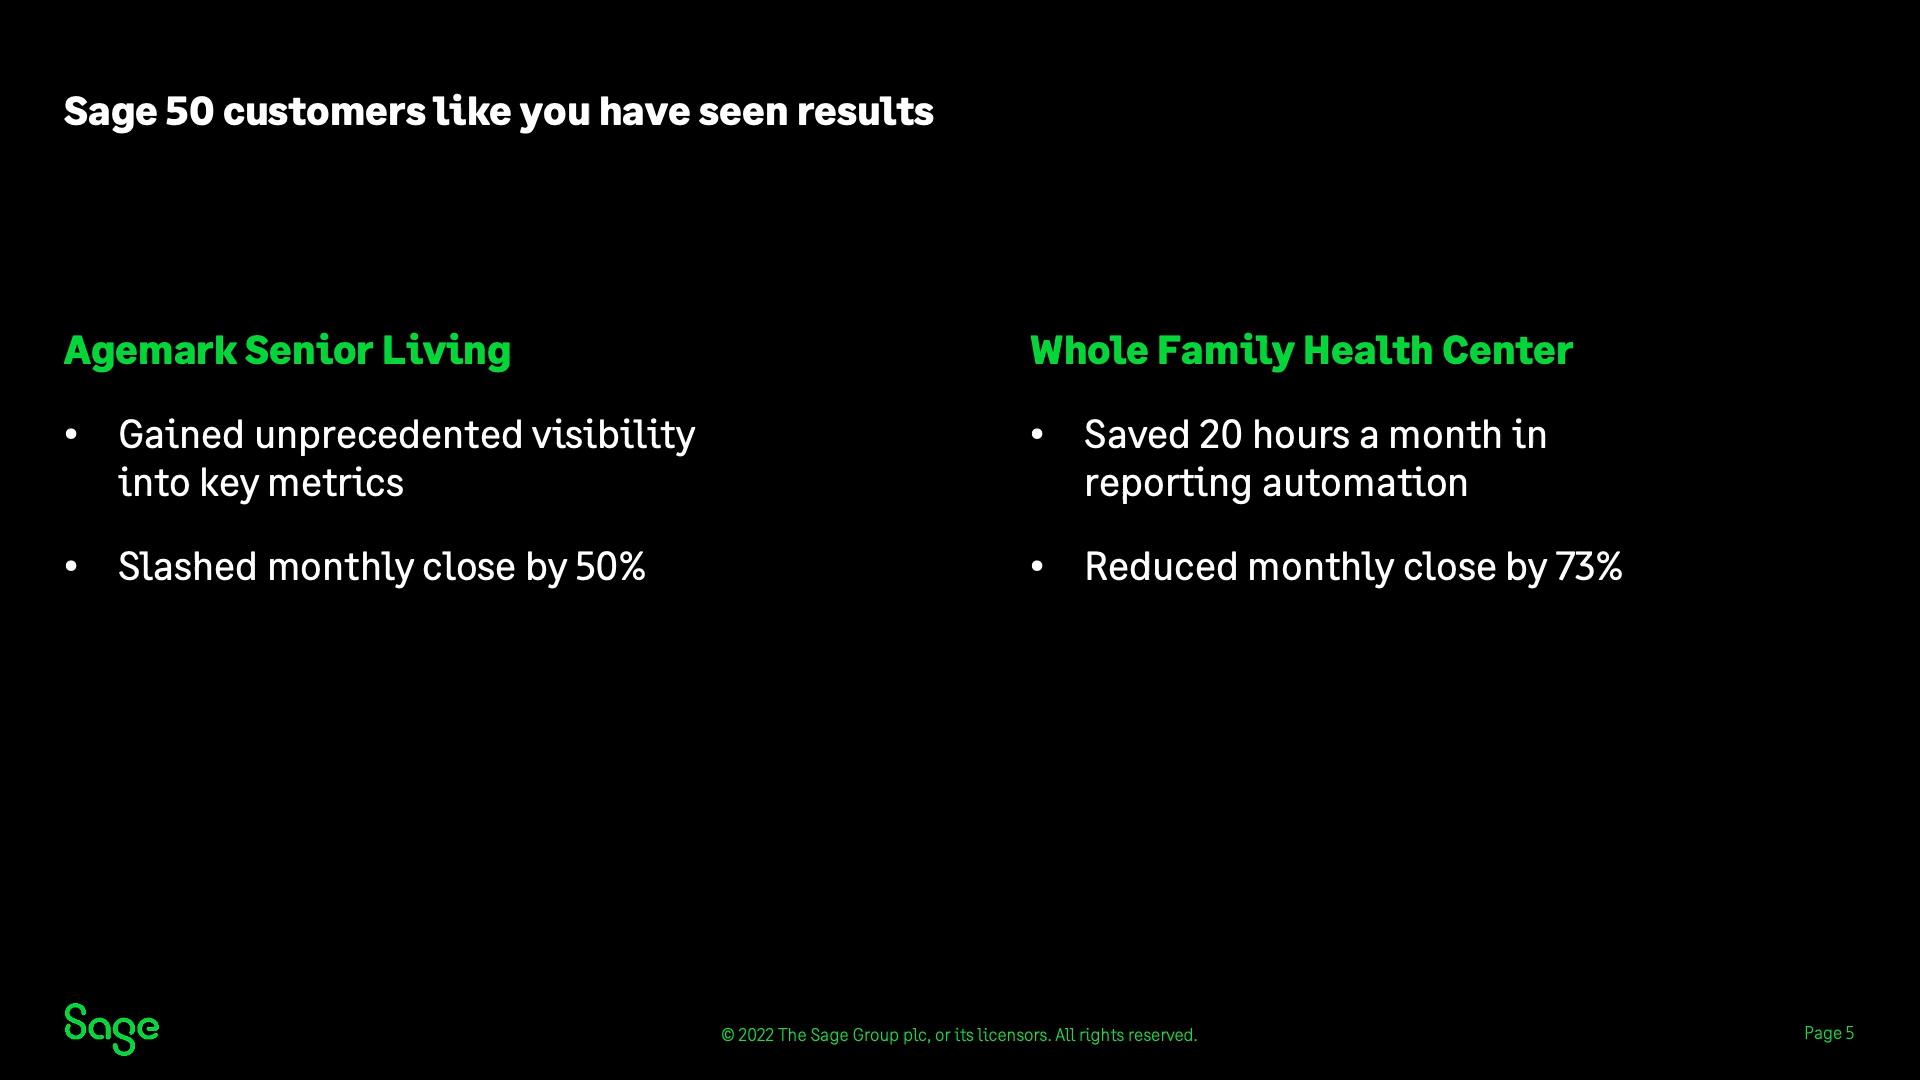 Sage 50 customers like you have seen results
Agemark Senior Living
• Gained unprecedented visibility
into key metrics
• Slashed monthly close by 50%
Whole Family Health Center
• Saved 20 hours a month in
reporting automation
• Reduced monthly close by 73%
Sage
© 2022 The Sage Group plc, or its licensors. All rights reserved.
Page 5